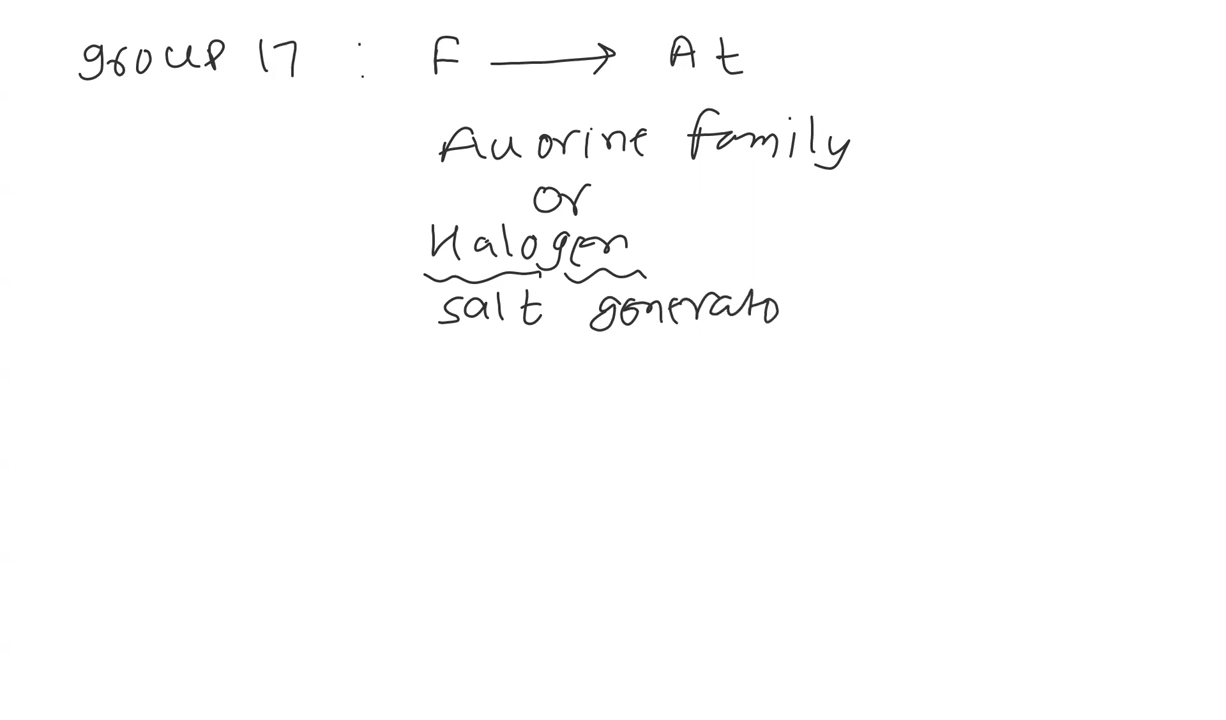 group 17 : F → At
fluorine family
or
Halogen
salt generato